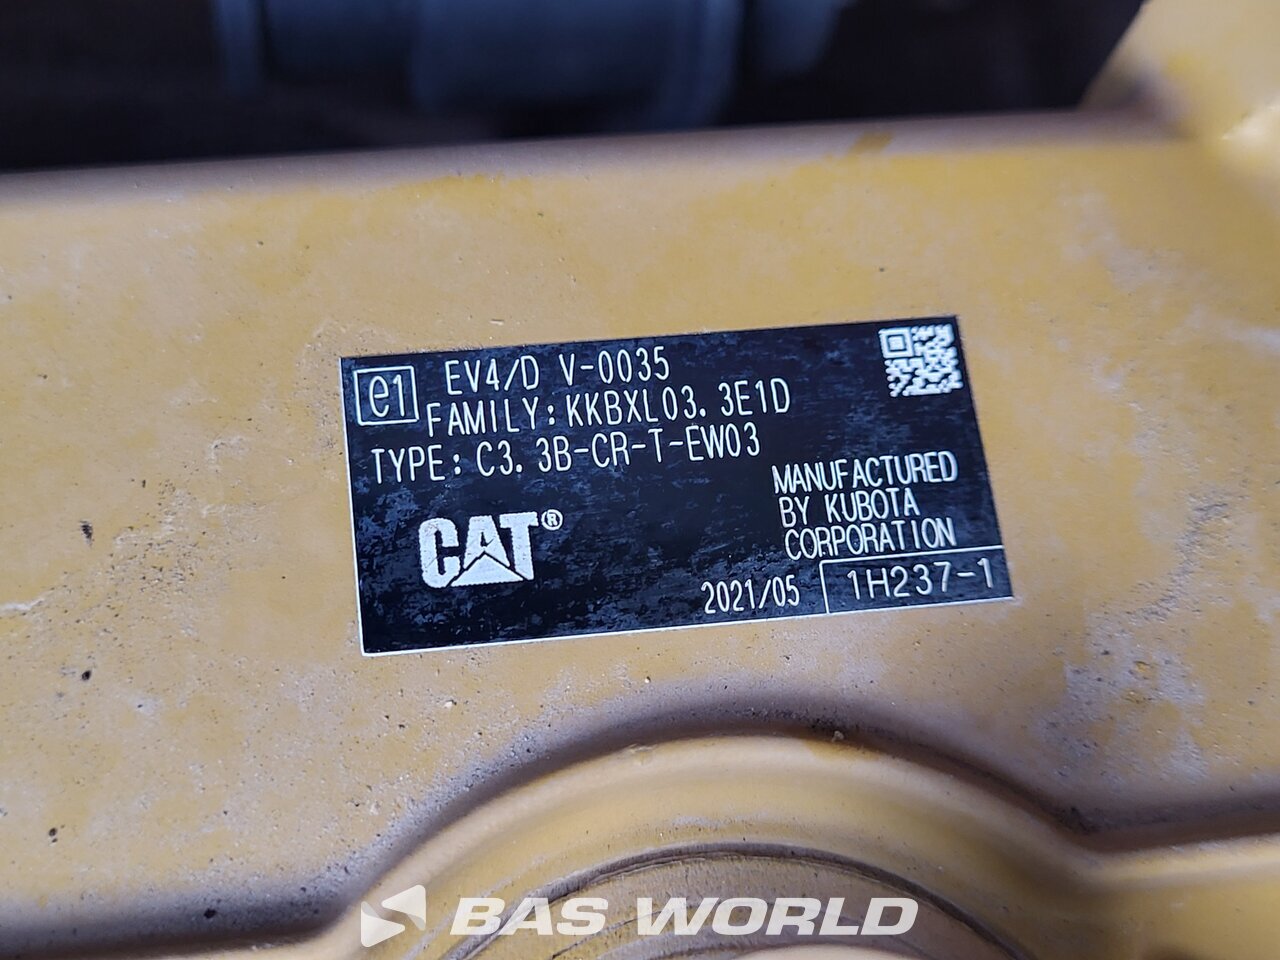 e1 EV4/D V-0035
FAMILY: KKBXL03. 3E1D
TYPE: C3. 3B-CR-T-EW03
MANUFACTURED
BY KUBOTA
CORPORATION
CAT®
2021/05 1H237-1
BAS WORLD